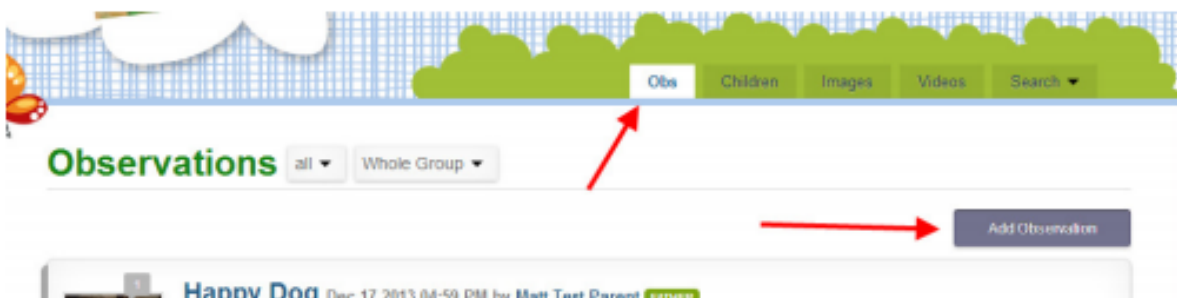 Obs Children Images Videos Search
Observations all Whole Group
Add Observation
1
Happy Dog Dec 17 2013 04:59 PM by Matt Test Parent